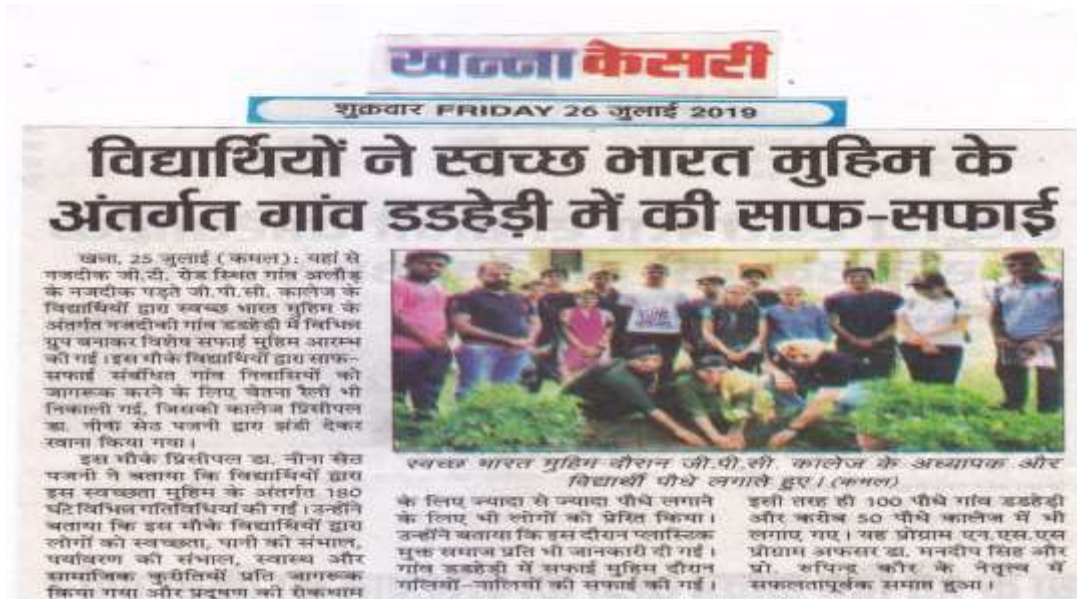 खन्ना केसरी
शुक्रवार FRIDAY 26 जुलाई 2019
विद्यार्थियों ने स्वच्छ भारत मुहिम के
अंतर्गत गांव डडहेड़ी में की साफ-सफाई
खन्ना, 25 जुलाई (कमल): यहां से
नजदीक जी.टी. रोड स्थित गांव अलौड़
के नजदीक पड़ते जी.पी.सी. कालेज के
विद्यार्थियों द्वारा स्वच्छ भारत मुहिम के
अंतर्गत नजदीकी गांव डडहेड़ी में विभिन्न
ग्रुप बनाकर विशेष सफाई मुहिम आरम्भ
की गई। इस मौके विद्यार्थियों द्वारा साफ-
सफाई संबंधित गांव निवासियों को
जागरूक करने के लिए चेतना रैली भी
निकाली गई, जिसको कालेज प्रिंसीपल
डा. नीना सेठ पजनी द्वारा झंडी देकर
रवाना किया गया।
इस मौके प्रिंसीपल डा. नीना सेठ
पजनी ने बताया कि विद्यार्थियों द्वारा
इस स्वच्छता मुहिम के अंतर्गत 180
घंटे विभिन्न गतिविधियां की गई। उन्होंने
बताया कि इस मौके विद्यार्थियों द्वारा
लोगों को स्वच्छता, पानी की संभाल,
पर्यावरण की संभाल, स्वास्थ और
सामाजिक कुरीतियों प्रति जागरूक
किया गया और प्रदूषण की रोकथाम
स्वच्छ भारत मुहिम दौरान जी.पी.सी. कालेज के अध्यापक और
विद्यार्थी पौधे लगाते हुए। (कमल)
के लिए ज्यादा से ज्यादा पौधे लगाने
के लिए भी लोगों को प्रेरित किया।
उन्होंने बताया कि इस दौरान प्लास्टिक
मुक्त समाज प्रति भी जानकारी दी गई।
गांव डडहेड़ी में सफाई मुहिम दौरान
गलियों-नालियों की सफाई की गई।
इसी तरह ही 100 पौधे गांव डडहेड़ी
और करीब 50 पौधे कालेज में भी
लगाए गए। यह प्रोग्राम एन.एस.एस
प्रोग्राम अफसर डा. मनदीप सिंह और
प्रो. रुपिन्द्र कौर के नेतृत्व में
सफलतापूर्वक समाप्त हुआ।